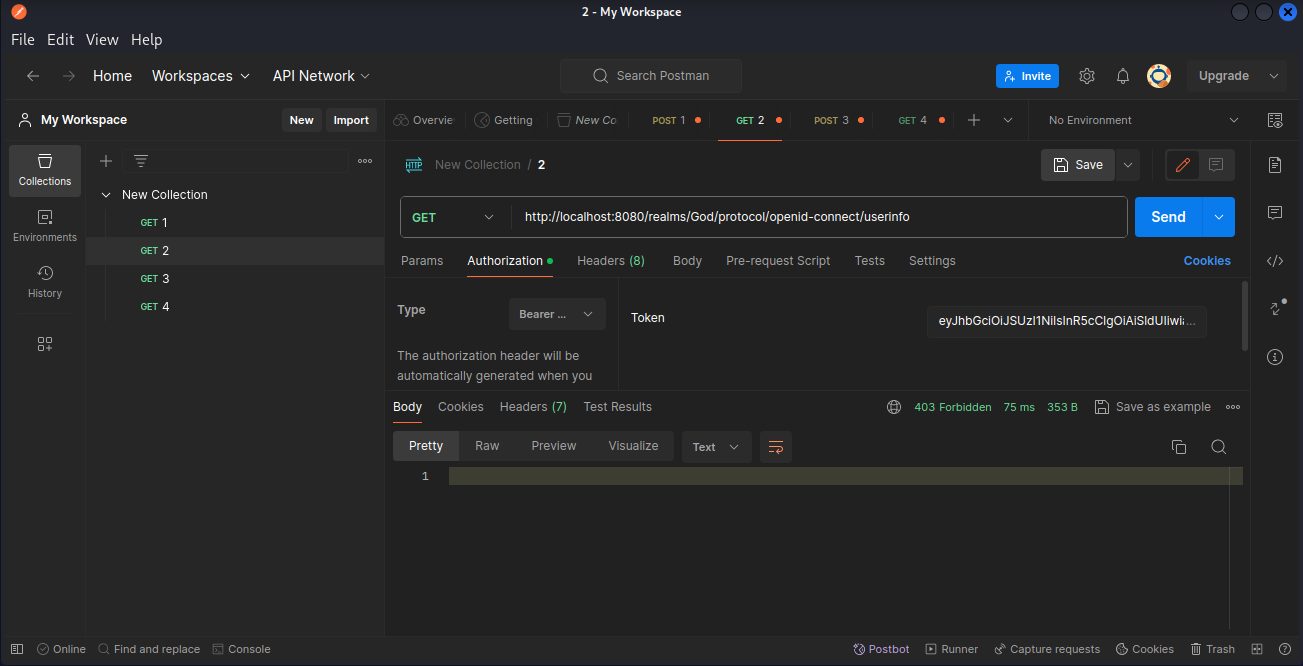 2 - My Workspace
File Edit View Help
Home Workspaces API Network Search Postman Invite Upgrade
My Workspace New Import Overvie Getting New Co POST 1 GET 2 POST 3 GET 4 No Environment
Collections
Environments
History
New Collection
GET 1
GET 2
GET 3
GET 4
HTTP New Collection / 2 Save
GET http://localhost:8080/realms/God/protocol/openid-connect/userinfo Send
Params Authorization Headers (8) Body Pre-request Script Tests Settings Cookies
Type Bearer ...
The authorization header will be
automatically generated when you
Token
Body Cookies Headers (7) Test Results 403 Forbidden 75 ms 353 B Save as example
Pretty Raw Preview Visualize Text
1
Online Find and replace Console Postbot Runner Capture requests Cookies Trash